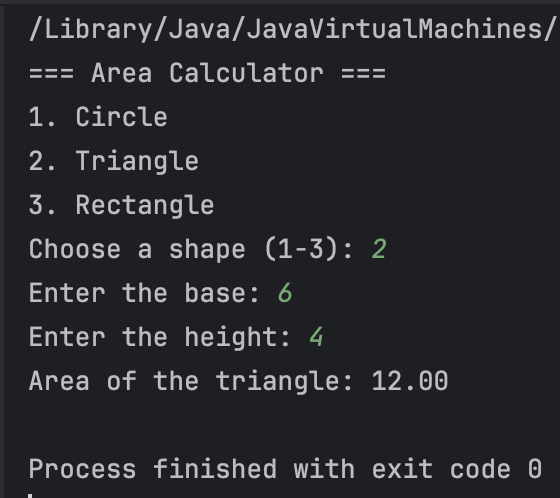 /Library/Java/JavaVirtualMachines/
=== Area Calculator ===
1. Circle
2. Triangle
3. Rectangle
Choose a shape (1-3): 2
Enter the base: 6
Enter the height: 4
Area of the triangle: 12.00
Process finished with exit code 0